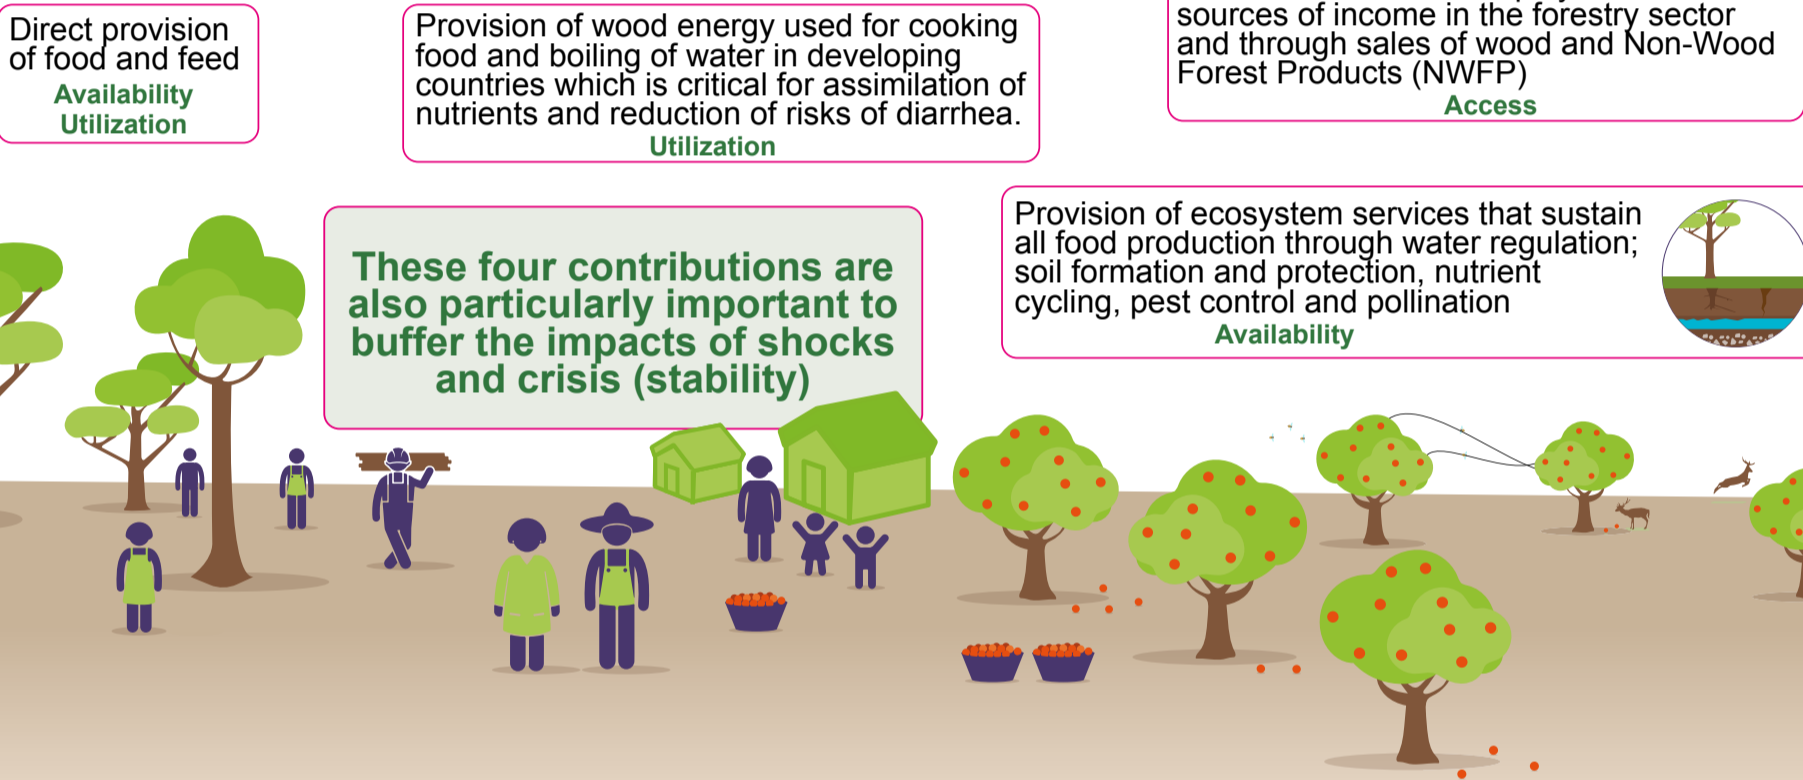 Direct provision
of food and feed
Availability
Utilization
Provision of wood energy used for cooking
food and boiling of water in developing
countries which is critical for assimilation of
nutrients and reduction of risks of diarrhea.
Utilization
sources of income in the forestry sector
and through sales of wood and Non-Wood
Forest Products (NWFP)
Access
These four contributions are
also particularly important to
buffer the impacts of shocks
and crisis (stability)
Provision of ecosystem services that sustain
all food production through water regulation;
soil formation and protection, nutrient
cycling, pest control and pollination
Availability